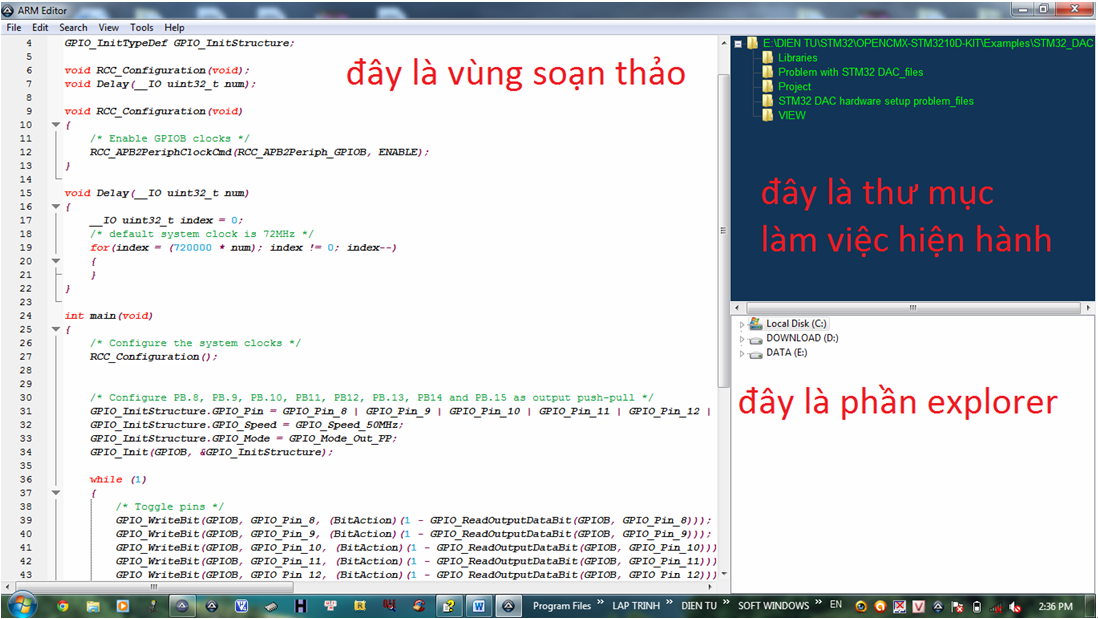 ARM Editor
File Edit Search View Tools Help
4 GPIO_InitTypeDef GPIO_InitStructure;
5
6 void RCC_Configuration(void);
7 void Delay(__IO uint32_t num);
8
9 void RCC_Configuration(void)
10 {
11 /* Enable GPIOB clocks */
12 RCC_APB2PeriphClockCmd(RCC_APB2Periph_GPIOB, ENABLE);
13 }
14
15 void Delay(__IO uint32_t num)
16 {
17 __IO uint32_t index = 0;
18 /* default system clock is 72MHz */
19 for(index = (720000 * num); index != 0; index--)
20 {
21 }
22 }
23
24 int main(void)
25 {
26 /* Configure the system clocks */
27 RCC_Configuration();
28
29
30 /* Configure PB.8, PB.9, PB.10, PB11, PB12, PB.13, PB14 and PB.15 as output push-pull */
31 GPIO_InitStructure.GPIO_Pin = GPIO_Pin_8 | GPIO_Pin_9 | GPIO_Pin_10 | GPIO_Pin_11 | GPIO_Pin_12 |
32 GPIO_InitStructure.GPIO_Speed = GPIO_Speed_50MHz;
33 GPIO_InitStructure.GPIO_Mode = GPIO_Mode_Out_PP;
34 GPIO_Init(GPIOB, &GPIO_InitStructure);
35
36 while (1)
37 {
38 /* Toggle pins */
39 GPIO_WriteBit(GPIOB, GPIO_Pin_8, (BitAction)(1 - GPIO_ReadOutputDataBit(GPIOB, GPIO_Pin_8)));
40 GPIO_WriteBit(GPIOB, GPIO_Pin_9, (BitAction)(1 - GPIO_ReadOutputDataBit(GPIOB, GPIO_Pin_9)));
41 GPIO_WriteBit(GPIOB, GPIO_Pin_10, (BitAction)(1 - GPIO_ReadOutputDataBit(GPIOB, GPIO_Pin_10)))
42 GPIO_WriteBit(GPIOB, GPIO_Pin_11, (BitAction)(1 - GPIO_ReadOutputDataBit(GPIOB, GPIO_Pin_11)))
43 GPIO_WriteBit(GPIOB, GPIO_Pin_12, (BitAction)(1 - GPIO_ReadOutputDataBit(GPIOB, GPIO_Pin_12)))
đây là vùng soạn thảo
E:\DIEN TU\STM32\OPENCMX-STM3210D-KIT\Examples\STM32_DAC
Libraries
Problem with STM32 DAC_files
Project
STM32 DAC hardware setup problem_files
VIEW
đây là thư mục
làm việc hiện hành
Local Disk (C:)
DOWNLOAD (D:)
DATA (E:)
đây là phần explorer
Program Files » LAP TRINH » DIEN TU » SOFT WINDOWS » EN 2:36 PM